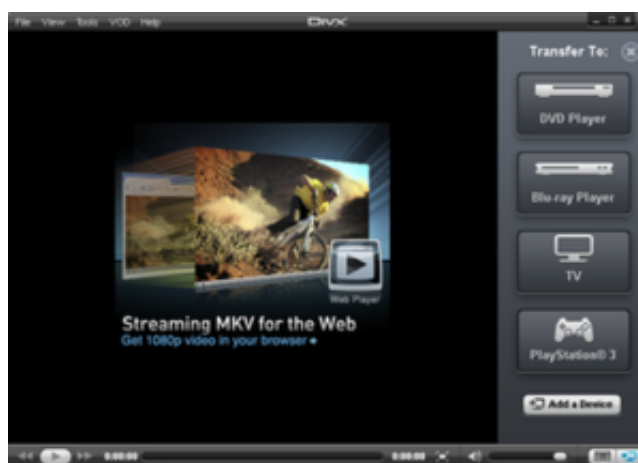 File View Tools VOD Help
DIVX
Transfer To:
DVD Player
Blu-ray Player
TV
PlayStation® 3
Add a Device
Web Player
Streaming MKV for the Web
Get 1080p video in your browser
0:00:00
0:00:00